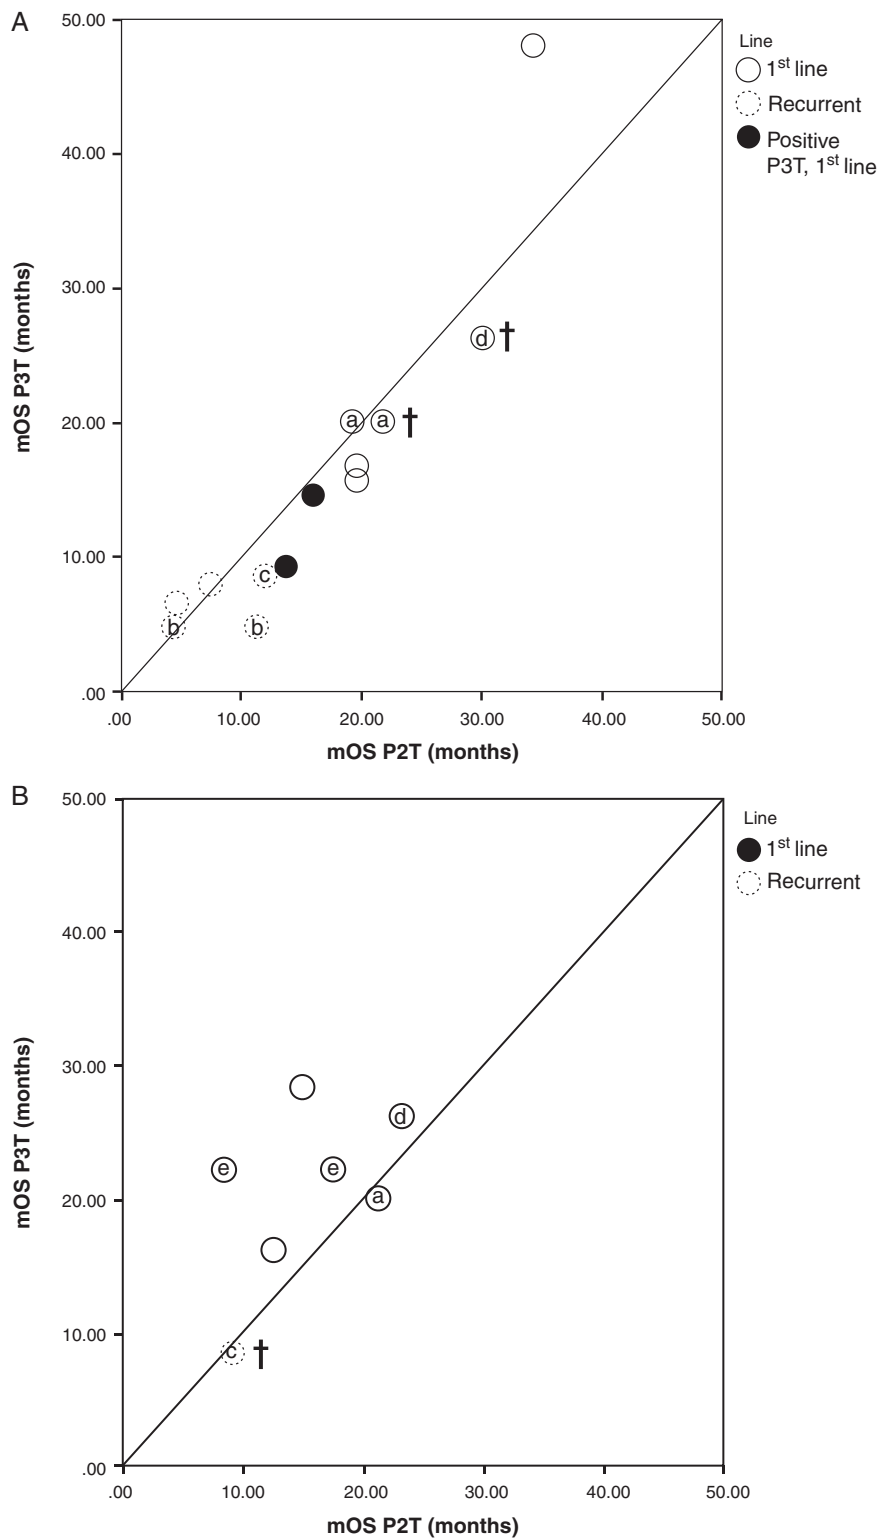 A
50.00
40.00
30.00
20.00
10.00
.00
mOS P3T (months)
d †
a a †
c
b b
.00 10.00 20.00 30.00 40.00 50.00
mOS P2T (months)
Line
1st line
Recurrent
Positive
P3T, 1st line
B
50.00
40.00
30.00
20.00
10.00
.00
mOS P3T (months)
d
e e
a
c †
.00 10.00 20.00 30.00 40.00 50.00
mOS P2T (months)
Line
1st line
Recurrent